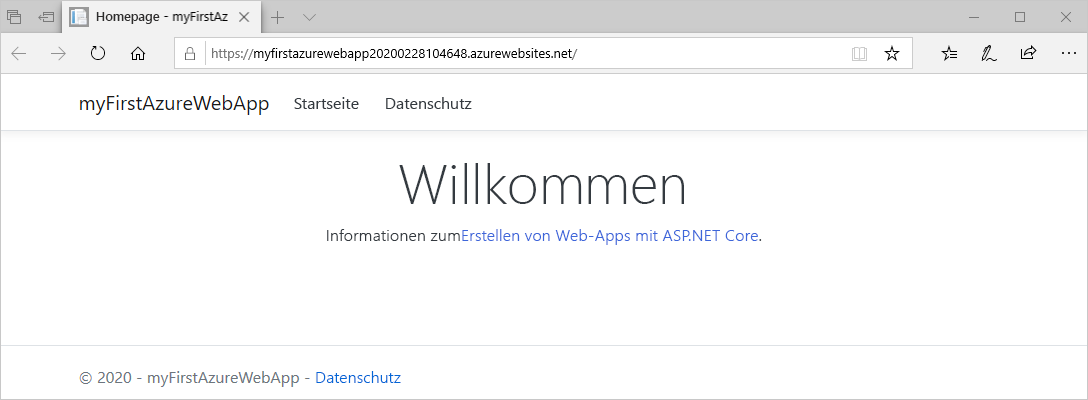 Homepage - myFirstAz
https://myfirstazurewebapp20200228104648.azurewebsites.net/
myFirstAzureWebApp Startseite Datenschutz
Willkommen
Informationen zumErstellen von Web-Apps mit ASP.NET Core.
© 2020 - myFirstAzureWebApp - Datenschutz